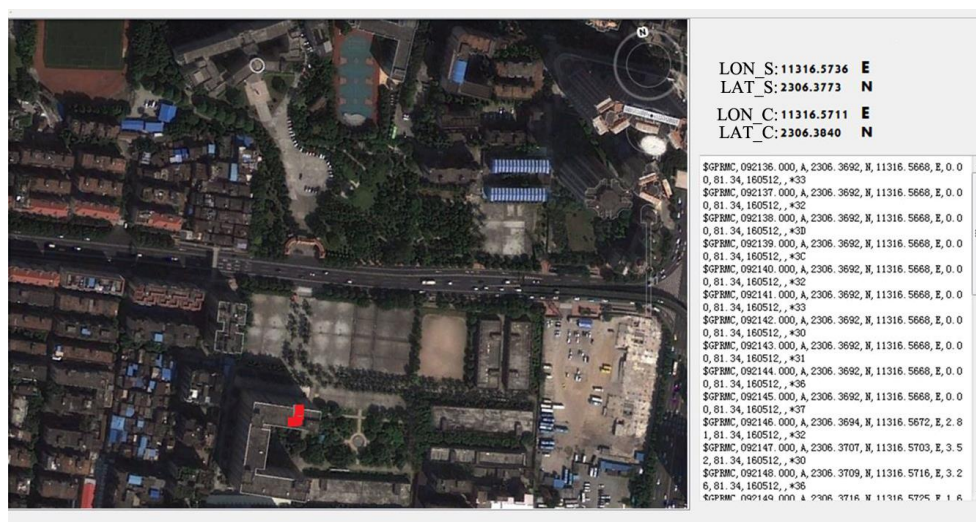 N
LON_S:11316.5736 E
LAT_S:2306.3773 N
LON_C:11316.5711 E
LAT_C:2306.3840 N
$GPRMC,092136.000,A,2306.3692,N,11316.5668,E,0.0
0,81.34,160512,,*33
$GPRMC,092137.000,A,2306.3692,N,11316.5668,E,0.0
0,81.34,160512,,*32
$GPRMC,092138.000,A,2306.3692,N,11316.5668,E,0.0
0,81.34,160512,,*3D
$GPRMC,092139.000,A,2306.3692,N,11316.5668,E,0.0
0,81.34,160512,,*3C
$GPRMC,092140.000,A,2306.3692,N,11316.5668,E,0.0
0,81.34,160512,,*32
$GPRMC,092141.000,A,2306.3692,N,11316.5668,E,0.0
0,81.34,160512,,*33
$GPRMC,092142.000,A,2306.3692,N,11316.5668,E,0.0
0,81.34,160512,,*30
$GPRMC,092143.000,A,2306.3692,N,11316.5668,E,0.0
0,81.34,160512,,*31
$GPRMC,092144.000,A,2306.3692,N,11316.5668,E,0.0
0,81.34,160512,,*36
$GPRMC,092145.000,A,2306.3692,N,11316.5668,E,0.0
0,81.34,160512,,*37
$GPRMC,092146.000,A,2306.3694,N,11316.5672,E,2.8
1,81.34,160512,,*32
$GPRMC,092147.000,A,2306.3707,N,11316.5703,E,3.5
2,81.34,160512,,*30
$GPRMC,092148.000,A,2306.3709,N,11316.5716,E,3.2
6,81.34,160512,,*36
$GPRMC,092149.000,A,2306.3716,N,11316.5725,E,1.6